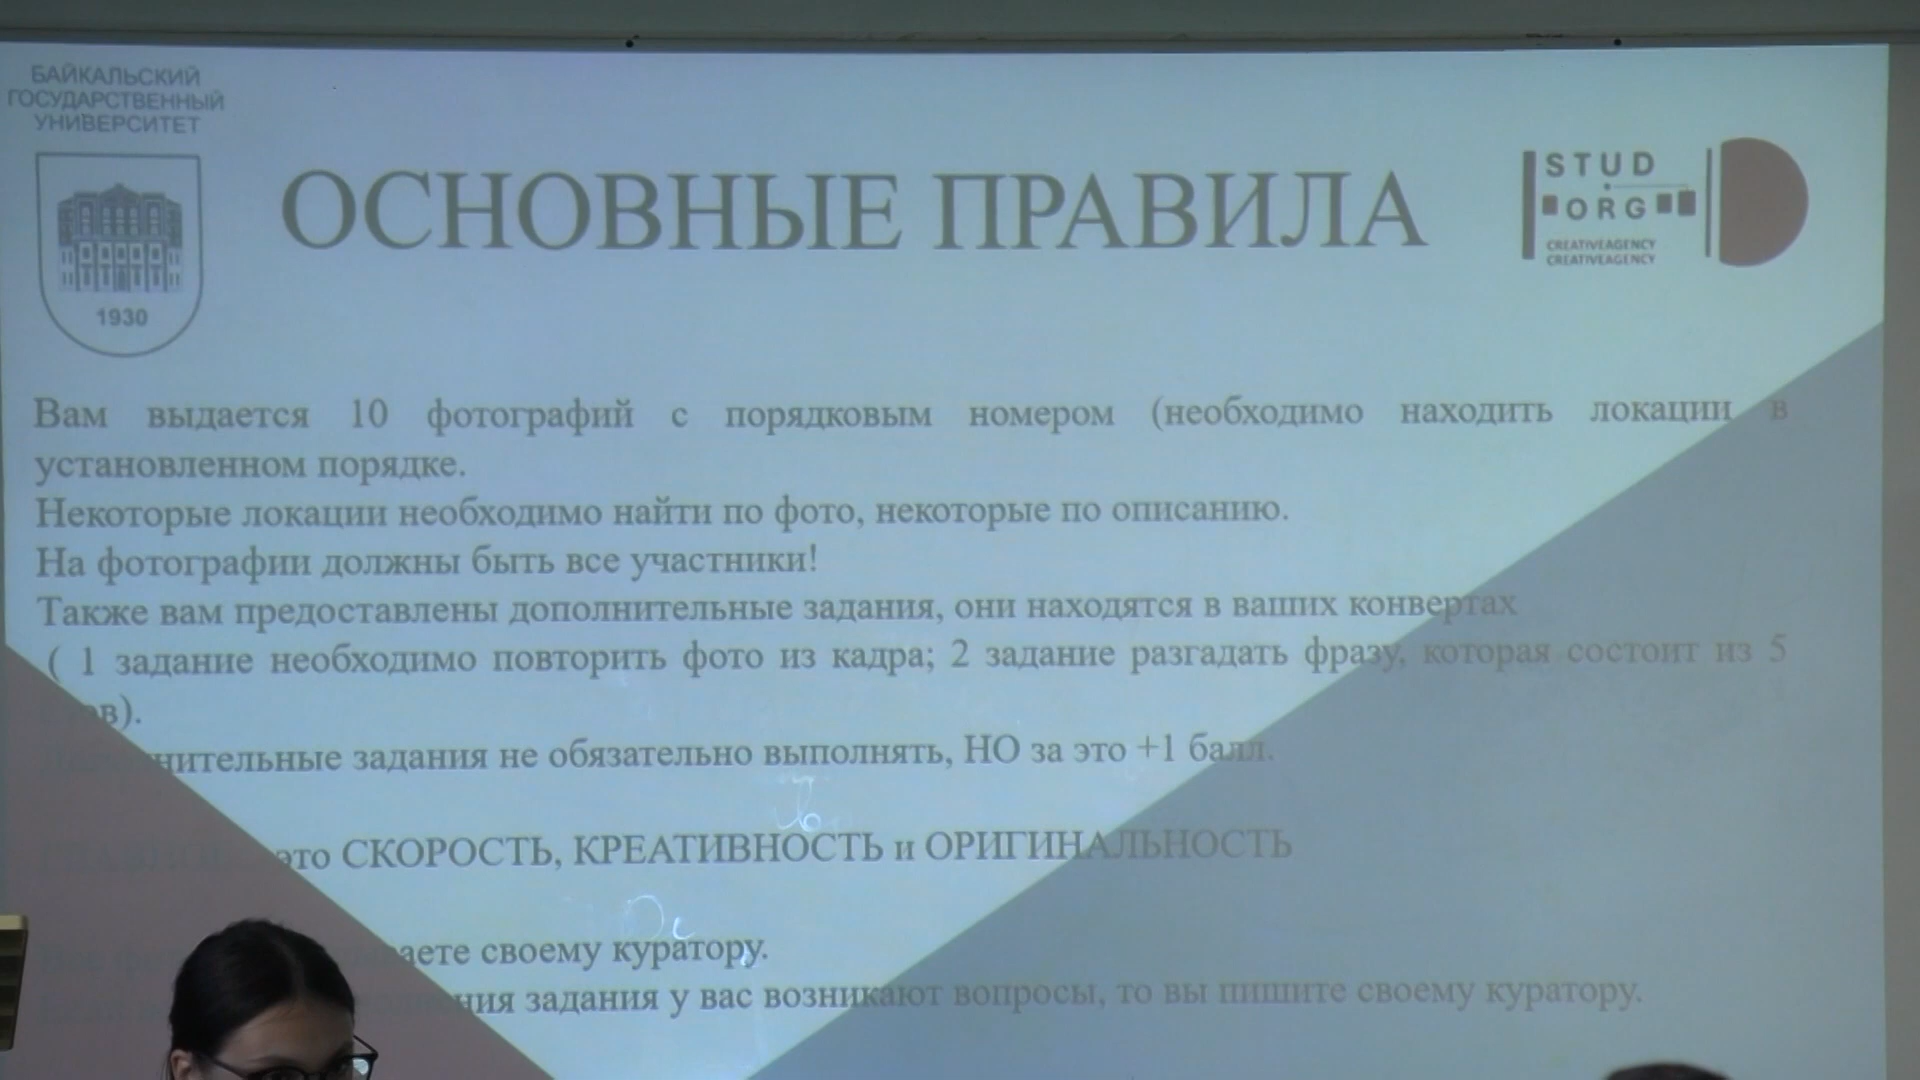 БАЙКАЛЬСКИЙ
ГОСУДАРСТВЕННЫЙ
УНИВЕРСИТЕТ
1930
ОСНОВНЫЕ ПРАВИЛА
STUD
ORG
CREATIVEAGENCY
CREATIVEAGENCY
Вам выдается 10 фотографий с порядковым номером (необходимо находить локации в
установленном порядке.
Некоторые локации необходимо найти по фото, некоторые по описанию.
На фотографии должны быть все участники!
Также вам предоставлены дополнительные задания, они находятся в ваших конвертах
( 1 задание необходимо повторить фото из кадра; 2 задание разгадать фразу, которая состоит из 5
слов).
Дополнительные задания не обязательно выполнять, НО за это +1 балл.
это СКОРОСТЬ, КРЕАТИВНОСТЬ и ОРИГИНАЛЬНОСТЬ
своему куратору.
задания у вас возникают вопросы, то вы пишите своему куратору.